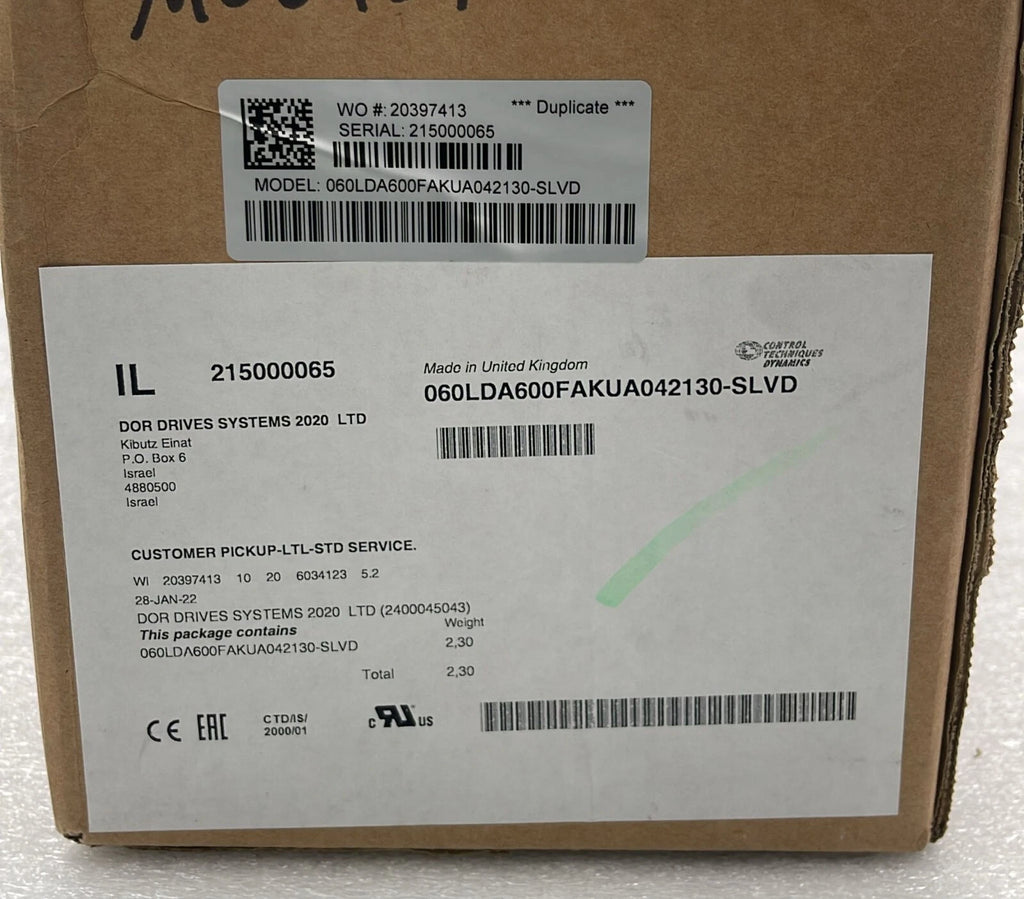 WO #: 20397413 *** Duplicate ***
SERIAL: 215000065
MODEL: 060LDA600FAKUA042130-SLVD
IL 215000065
Made in United Kingdom
CONTROL
TECHNIQUES
DYNAMICS
060LDA600FAKUA042130-SLVD
DOR DRIVES SYSTEMS 2020 LTD
Kibutz Einat
P.O. Box 6
Israel
4880500
Israel
CUSTOMER PICKUP-LTL-STD SERVICE.
WI 20397413 10 20 6034123 5.2
28-JAN-22
DOR DRIVES SYSTEMS 2020 LTD (2400045043)
This package contains Weight
060LDA600FAKUA042130-SLVD 2,30
Total 2,30
CE EAC CTD/IS/
2000/01
c RU US